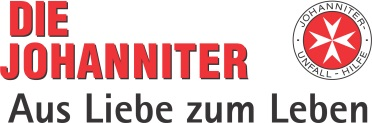 DIE
JOHANNITER
· JOHANNITER ·
UNFALL - HILFE
Aus Liebe zum Leben